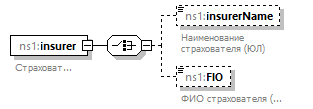 ns1:insurer
Страховат…
ns1:insurerName
Наименование
страхователя (ЮЛ)
ns1:FIO
ФИО страхователя (…